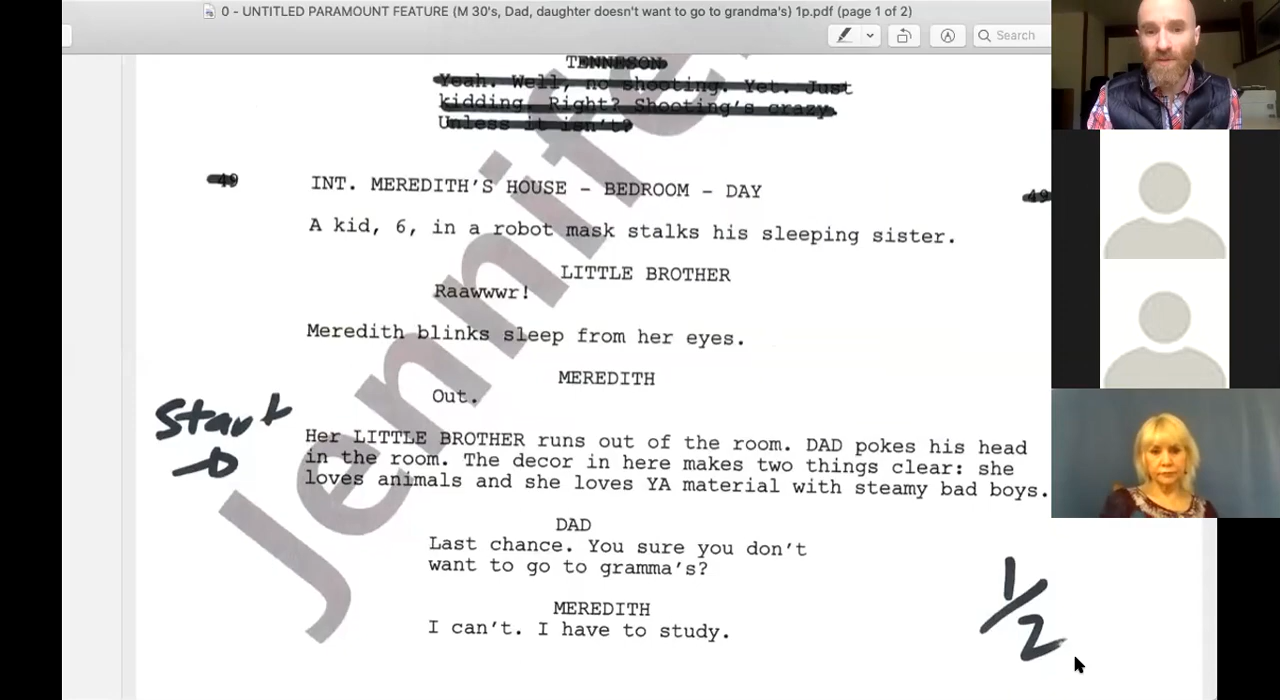 0 - UNTITLED PARAMOUNT FEATURE (M 30's, Dad, daughter doesn't want to go to grandma's) 1p.pdf (page 1 of 2)
Search
TENNESON
Yeah. Well, no shooting. Yet. Just
kidding. Right? Shooting's crazy.
Unless it isn't?
49 INT. MEREDITH'S HOUSE - BEDROOM - DAY 49
A kid, 6, in a robot mask stalks his sleeping sister.
LITTLE BROTHER
Raawwwr!
Meredith blinks sleep from her eyes.
MEREDITH
Out.
Start
Her LITTLE BROTHER runs out of the room. DAD pokes his head
in the room. The decor in here makes two things clear: she
loves animals and she loves YA material with steamy bad boys.
DAD
Last chance. You sure you don't
want to go to gramma's?
MEREDITH
I can't. I have to study.
1/2
Jennife